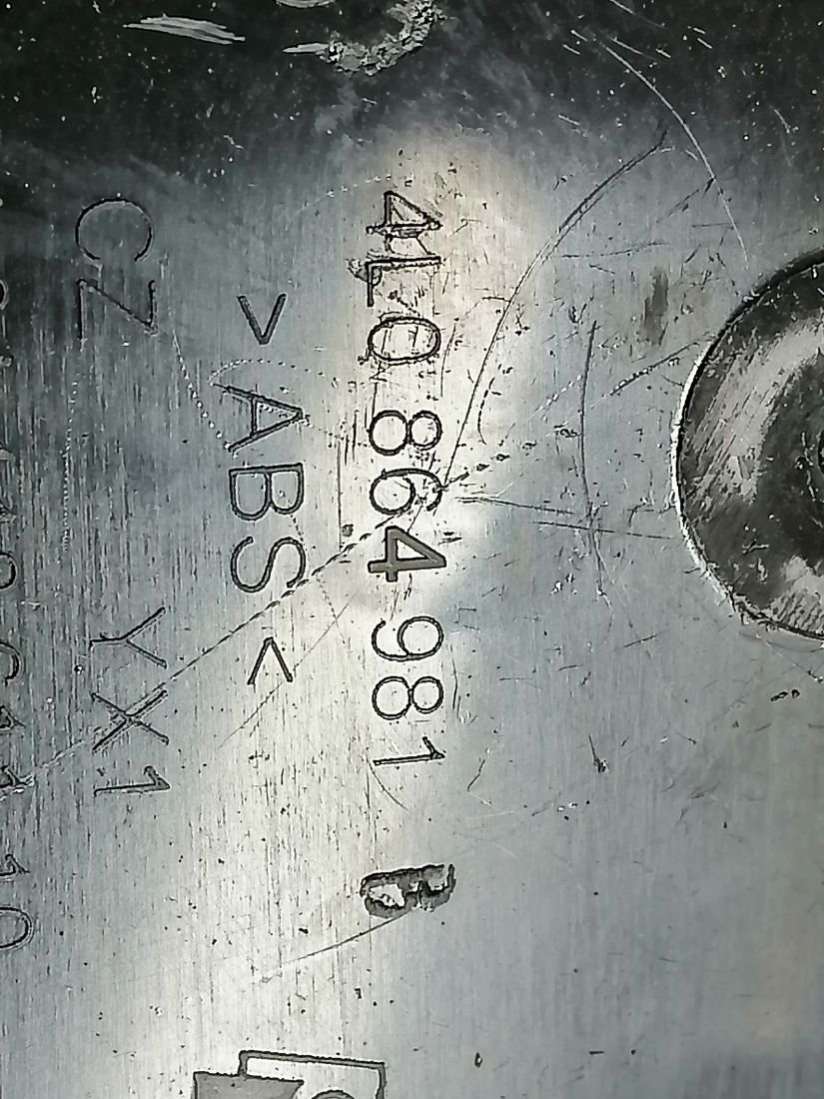 4L0 864 981 B
>ABS<
CZ YX1